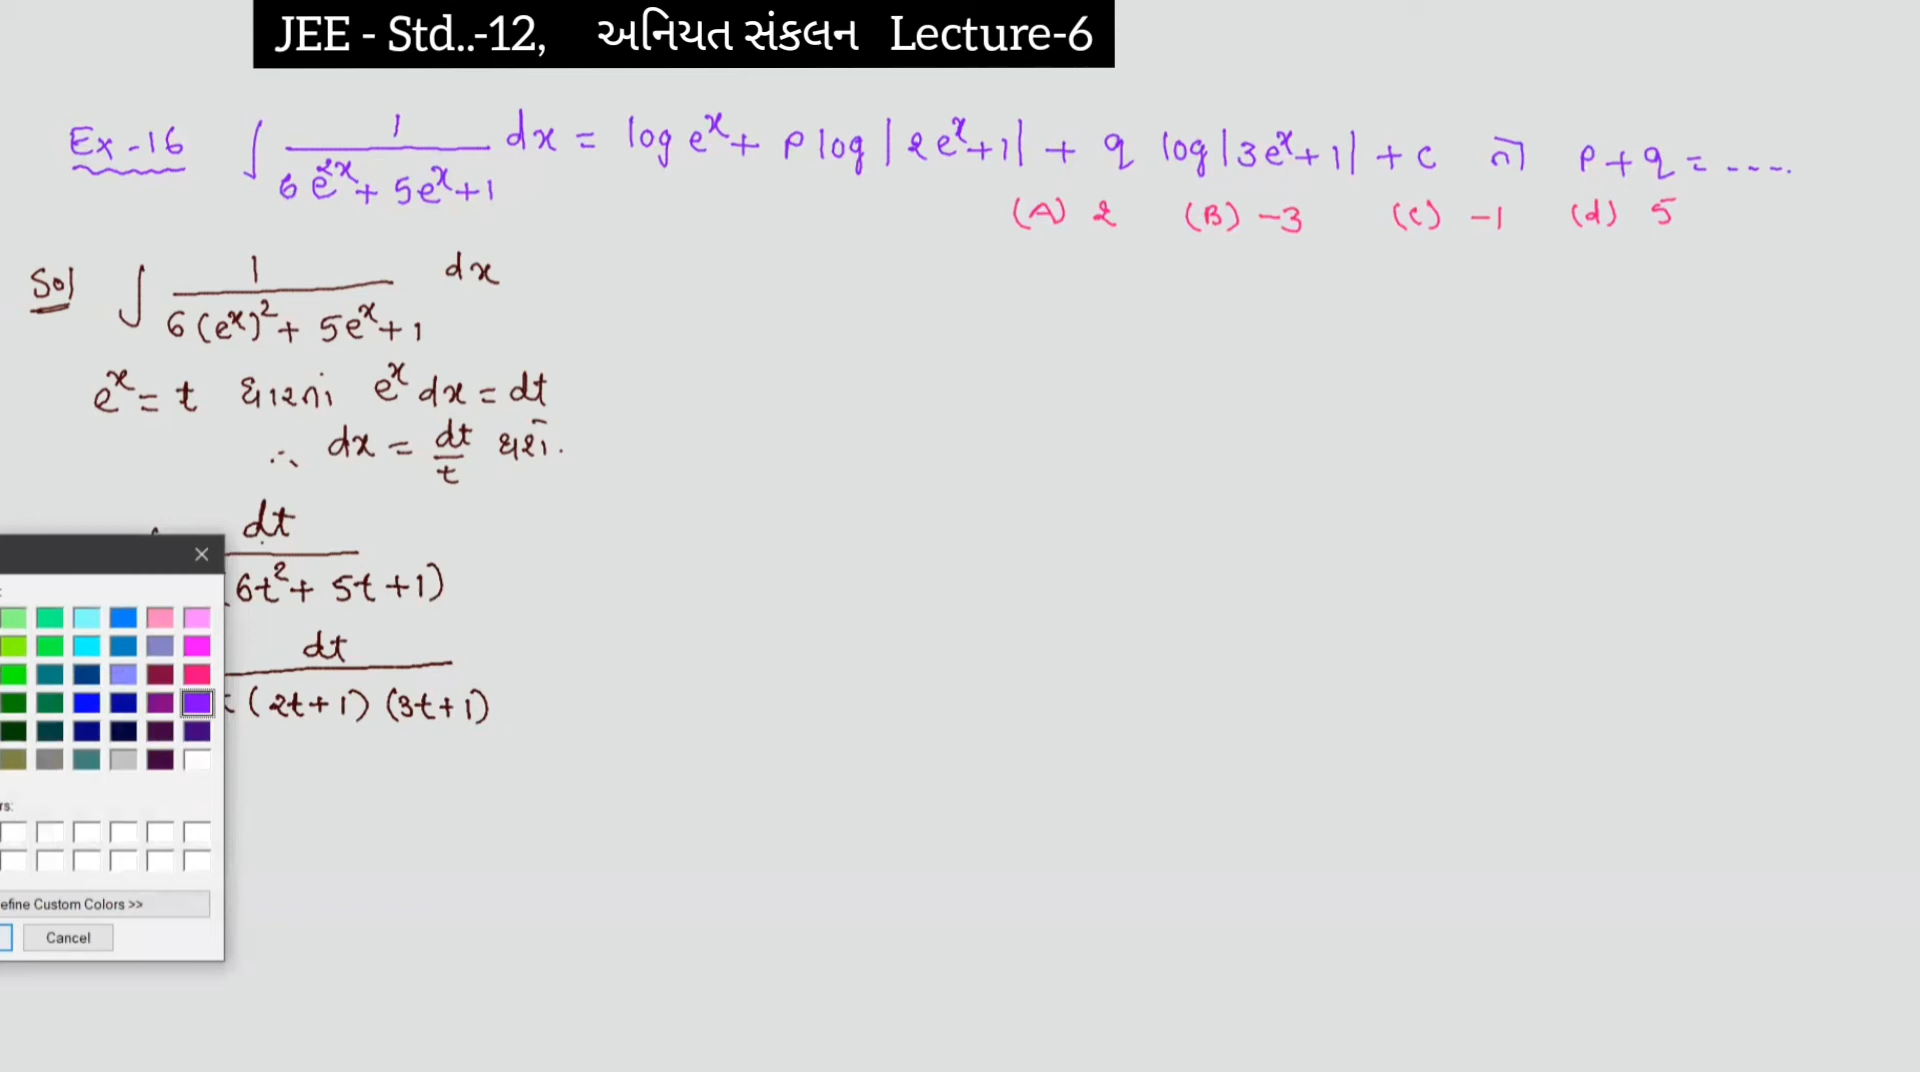 JEE - Std..-12, અનિયત સંકલન Lecture-6
Ex-16 ∫ 1/(6e^2x + 5e^x + 1) dx = log e^x + p log |2e^x+1| + q log |3e^x+1| + c તો p + q = ....
(A) 2 (B) -3 (C) -1 (d) 5
Sol ∫ 1/(6(e^x)^2 + 5e^x + 1) dx
e^x = t ધારતાં e^x dx = dt
∴ dx = dt/t થશે.
dt
6t^2 + 5t + 1)
dt
(2t+1) (3t+1)
efine Custom Colors >>
Cancel